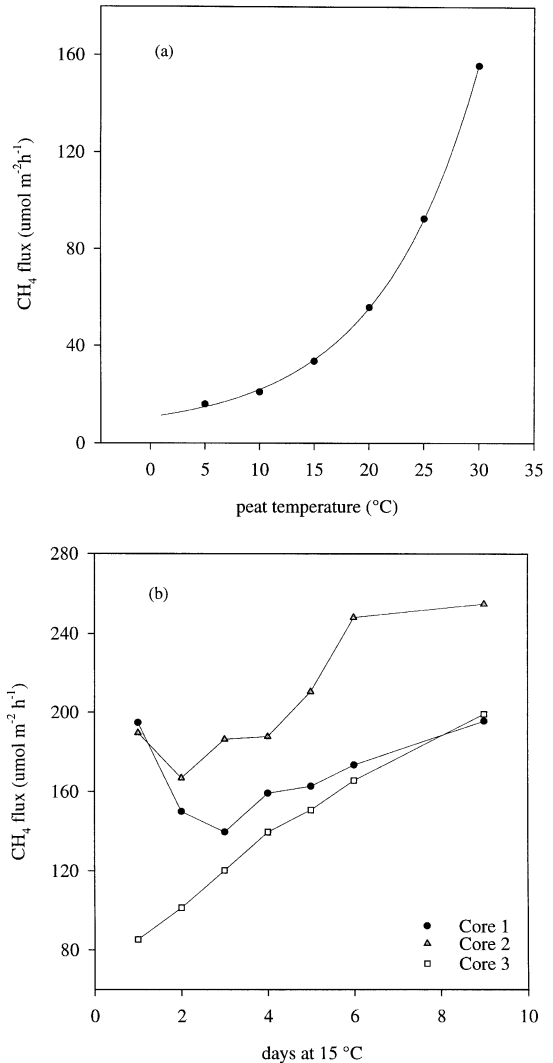 160
(a)
120
80
40
0
CH₄ flux (umol m⁻²h⁻¹)
0 5 10 15 20 25 30 35
peat temperature (°C)
280
(b)
240
200
160
120
80
CH₄ flux (umol m⁻² h⁻¹)
Core 1
Core 2
Core 3
0 2 4 6 8 10
days at 15 °C